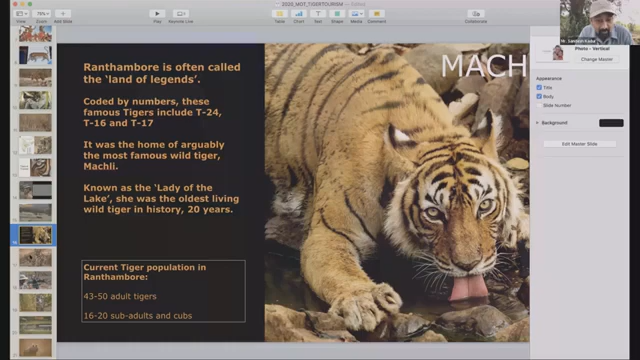 2020_MGT_TIGERTOURISM
View
Zoom
Add Slide
Play
Keynote Live
Table
Chart
Text
Shape
Media
Comment
Ranthambore is often called
the 'land of legends'.
Coded by numbers, these
famous Tigers include T-24,
T-16 and T-17
It was the home of arguably
the most famous wild tiger,
Machli.
Known as the 'Lady of the
Lake', she was the oldest living
wild tiger in history, 20 years.
Current Tiger population in
Ranthambore:
43-50 adult tigers
16-20 sub-adults and cubs
MACH
Photo - Vertical
Change Master
Appearance
Title
Body
Slide Number
Background
Edit Master Slide